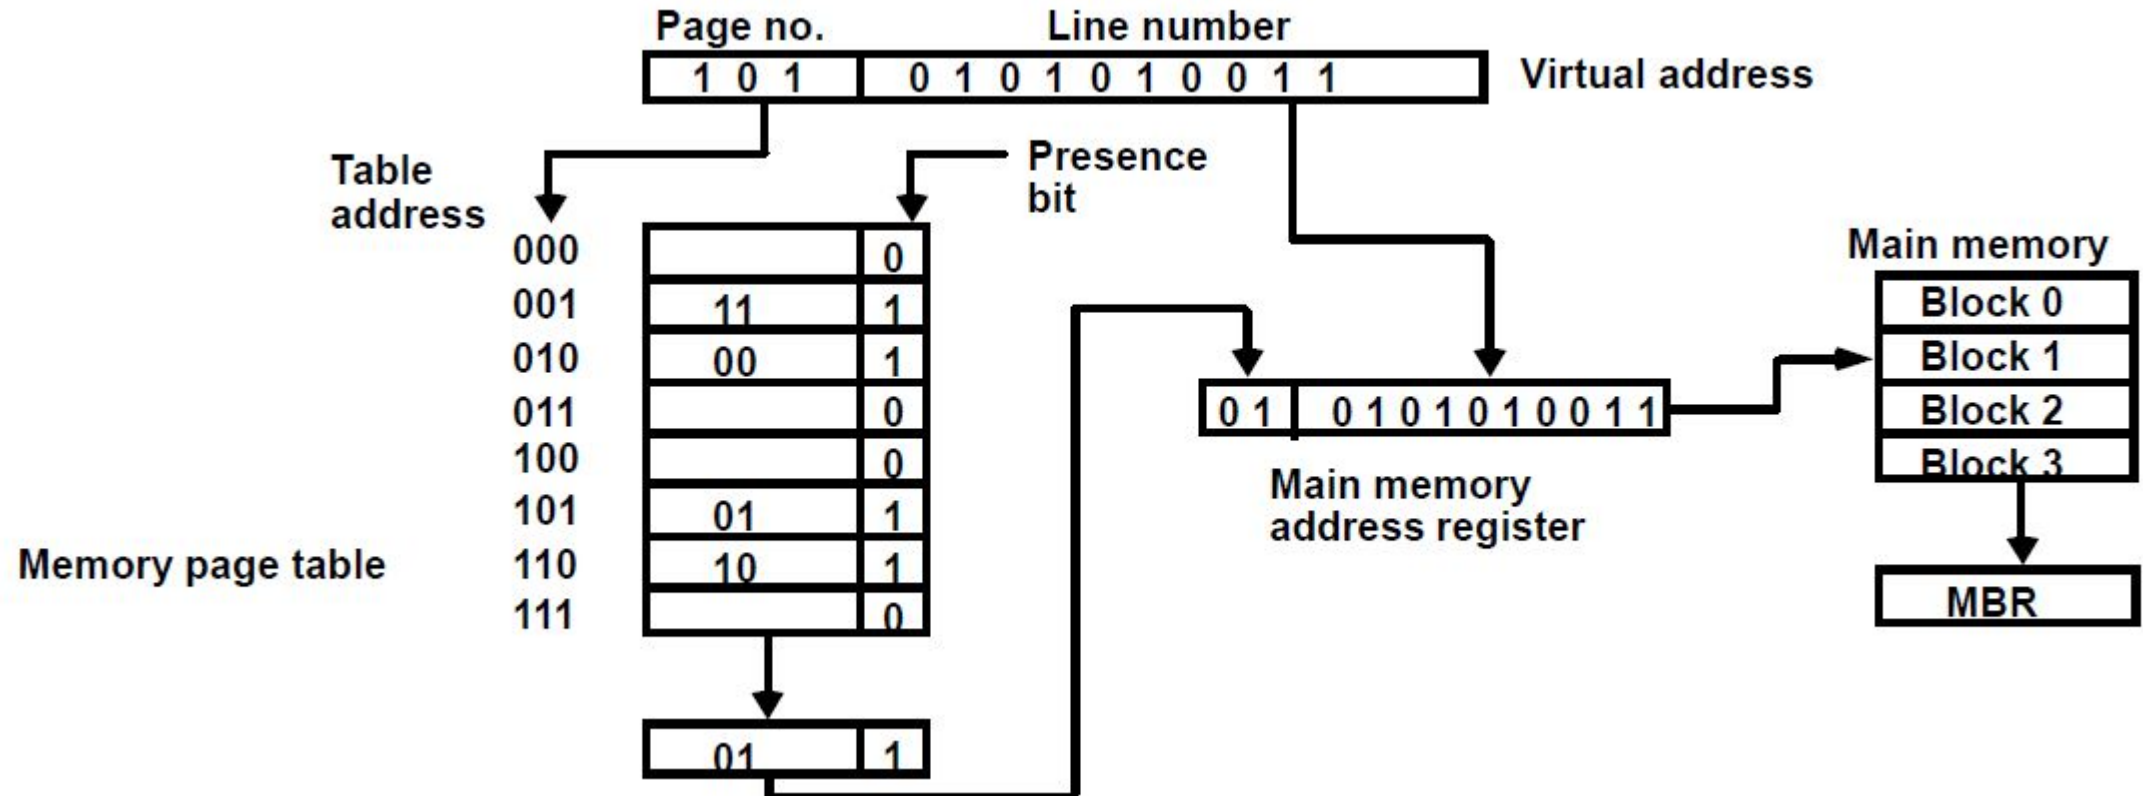 Page no. Line number
1 0 1 0 1 0 1 0 1 0 0 1 1 Virtual address
Table
address
Presence
bit
000 0
001 11 1
010 00 1
011 0
100 0
101 01 1
110 10 1
111 0
Memory page table
01 1
0 1 0 1 0 1 0 1 0 0 1 1
Main memory
address register
Main memory
Block 0
Block 1
Block 2
Block 3
MBR